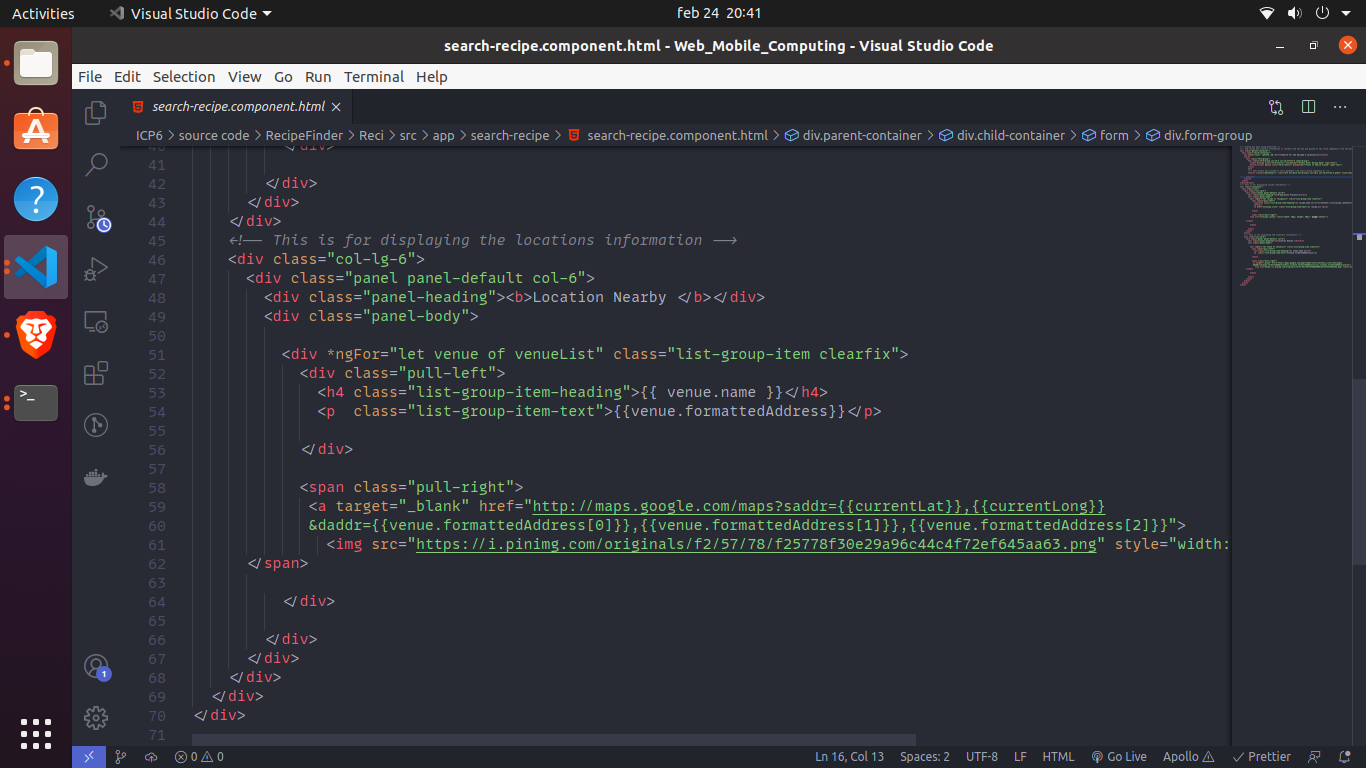 Activities
Visual Studio Code
feb 24 20:41
search-recipe.component.html - Web_Mobile_Computing - Visual Studio Code
File Edit Selection View Go Run Terminal Help
search-recipe.component.html
ICP6 > source code > RecipeFinder > Reci > src > app > search-recipe > search-recipe.component.html > div.parent-container > div.child-container > form > div.form-group
40 </div>
41
42 </div>
43 </div>
44 </div>
45 <!-- This is for displaying the locations information -->
46 <div class="col-lg-6">
47 <div class="panel panel-default col-6">
48 <div class="panel-heading"><b>Location Nearby </b></div>
49 <div class="panel-body">
50
51 <div *ngFor="let venue of venueList" class="list-group-item clearfix">
52 <div class="pull-left">
53 <h4 class="list-group-item-heading">{{ venue.name }}</h4>
54 <p  class="list-group-item-text">{{venue.formattedAddress}}</p>
55
56 </div>
57
58 <span class="pull-right">
59 <a target="_blank" href="http://maps.google.com/maps?saddr={{currentLat}},{{currentLong}}
60 &daddr={{venue.formattedAddress[0]}},{{venue.formattedAddress[1]}},{{venue.formattedAddress[2]}}">
61 <img src="https://i.pinimg.com/originals/f2/57/78/f25778f30e29a96c44c4f72ef645aa63.png" style="width:
62 </span>
63
64 </div>
65
66 </div>
67 </div>
68 </div>
69 </div>
70 </div>
71
1
0 0
Ln 16, Col 13 Spaces: 2 UTF-8 LF HTML Go Live Apollo Prettier